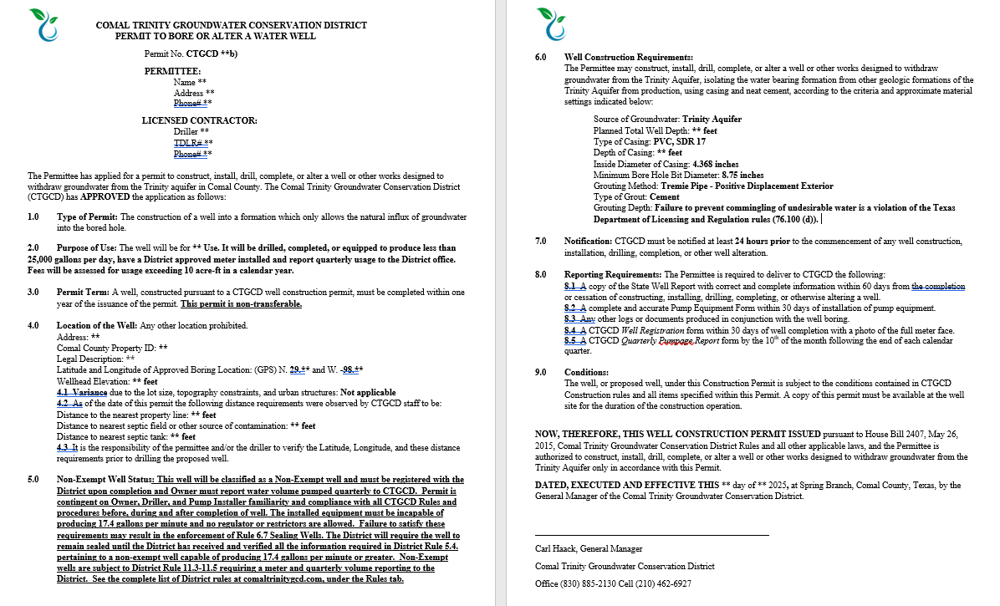 COMAL TRINITY GROUNDWATER CONSERVATION DISTRICT
PERMIT TO BORE OR ALTER A WATER WELL
Permit No. CTGCD **b)
PERMITTEE:
Name **
Address **
Phone# **
LICENSED CONTRACTOR:
Driller **
TDLR# **
Phone# **
The Permittee has applied for a permit to construct, install, drill, complete, or alter a well or other works designed to
withdraw groundwater from the Trinity aquifer in Comal County. The Comal Trinity Groundwater Conservation District
(CTGCD) has APPROVED the application as follows:
1.0 Type of Permit: The construction of a well into a formation which only allows the natural influx of groundwater
into the bored hole.
2.0 Purpose of Use: The well will be for ** Use. It will be drilled, completed, or equipped to produce less than
25,000 gallons per day, have a District approved meter installed and report quarterly usage to the District office.
Fees will be assessed for usage exceeding 10 acre-ft in a calendar year.
3.0 Permit Term: A well, constructed pursuant to a CTGCD well construction permit, must be completed within one
year of the issuance of the permit. This permit is non-transferable.
4.0 Location of the Well: Any other location prohibited.
Address: **
Comal County Property ID: **
Legal Description: **
Latitude and Longitude of Approved Boring Location: (GPS) N. 29.** and W. -98.**
Wellhead Elevation: ** feet
4.1 Variance due to the lot size, topography constraints, and urban structures: Not applicable
4.2 As of the date of this permit the following distance requirements were observed by CTGCD staff to be:
Distance to the nearest property line: ** feet
Distance to nearest septic field or other source of contamination: ** feet
Distance to nearest septic tank: ** feet
4.3 It is the responsibility of the permittee and/or the driller to verify the Latitude, Longitude, and these distance
requirements prior to drilling the proposed well.
5.0 Non-Exempt Well Status: This well will be classified as a Non-Exempt well and must be registered with the
District upon completion and Owner must report water volume pumped quarterly to CTGCD. Permit is
contingent on Owner, Driller, and Pump Installer familiarity and compliance with all CTGCD Rules and
procedures before, during and after completion of well. The installed equipment must be incapable of
producing 17.4 gallons per minute and no regulator or restrictors are allowed. Failure to satisfy these
requirements may result in the enforcement of Rule 6.7 Sealing Wells. The District will require the well to
remain sealed until the District has received and verified all the information required in District Rule 5.4.
pertaining to a non-exempt well capable of producing 17.4 gallons per minute or greater. Non-Exempt
wells are subject to District Rule 11.3-11.5 requiring a meter and quarterly volume reporting to the
District. See the complete list of District rules at comaltrinitygcd.com, under the Rules tab.
6.0 Well Construction Requirements:
The Permittee may construct, install, drill, complete, or alter a well or other works designed to withdraw
groundwater from the Trinity Aquifer, isolating the water bearing formation from other geologic formations of the
Trinity Aquifer from production, using casing and neat cement, according to the criteria and approximate material
settings indicated below:
Source of Groundwater: Trinity Aquifer
Planned Total Well Depth: ** feet
Type of Casing: PVC, SDR 17
Depth of Casing: ** feet
Inside Diameter of Casing: 4.368 inches
Minimum Bore Hole Bit Diameter: 8.75 inches
Grouting Method: Tremie Pipe - Positive Displacement Exterior
Type of Grout: Cement
Grouting Depth: Failure to prevent commingling of undesirable water is a violation of the Texas
Department of Licensing and Regulation rules (76.100 (d)).
7.0 Notification: CTGCD must be notified at least 24 hours prior to the commencement of any well construction,
installation, drilling, completion, or other well alteration.
8.0 Reporting Requirements: The Permittee is required to deliver to CTGCD the following:
8.1 A copy of the State Well Report with correct and complete information within 60 days from the completion
or cessation of constructing, installing, drilling, completing, or otherwise altering a well.
8.2 A complete and accurate Pump Equipment Form within 30 days of installation of pump equipment.
8.3 Any other logs or documents produced in conjunction with the well boring.
8.4 A CTGCD Well Registration form within 30 days of well completion with a photo of the full meter face.
8.5 A CTGCD Quarterly Pumpage Report form by the 10th of the month following the end of each calendar
quarter.
9.0 Conditions:
The well, or proposed well, under this Construction Permit is subject to the conditions contained in CTGCD
Construction rules and all items specified within this Permit. A copy of this permit must be available at the well
site for the duration of the construction operation.
NOW, THEREFORE, THIS WELL CONSTRUCTION PERMIT ISSUED pursuant to House Bill 2407, May 26,
2015, Comal Trinity Groundwater Conservation District Rules and all other applicable laws, and the Permittee is
authorized to construct, install, drill, complete, or alter a well or other works designed to withdraw groundwater from the
Trinity Aquifer only in accordance with this Permit.
DATED, EXECUTED AND EFFECTIVE THIS ** day of ** 2025, at Spring Branch, Comal County, Texas, by the
General Manager of the Comal Trinity Groundwater Conservation District.
Carl Haack, General Manager
Comal Trinity Groundwater Conservation District
Office (830) 885-2130 Cell (210) 462-6927